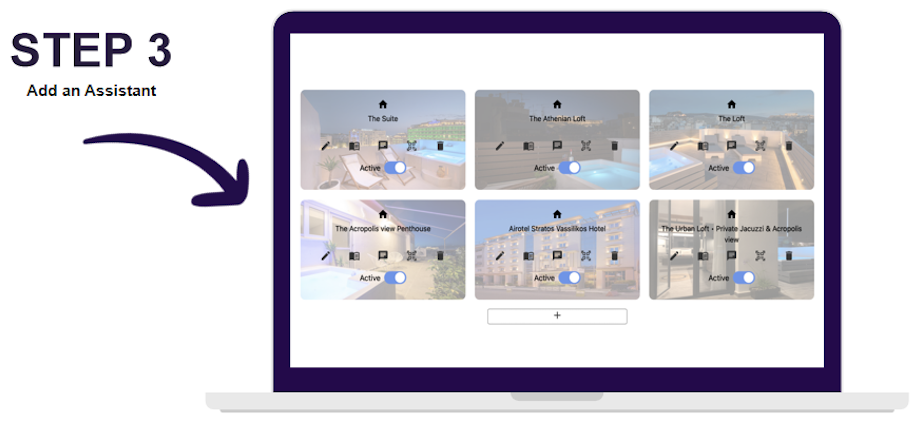 STEP 3
Add an Assistant
The Suite
Active
The Athenian Loft
Active
The Loft
Active
The Acropolis view Penthouse
Active
Airotel Stratos Vassilikos Hotel
Active
The Urban Loft • Private Jacuzzi & Acropolis
view
Active
+